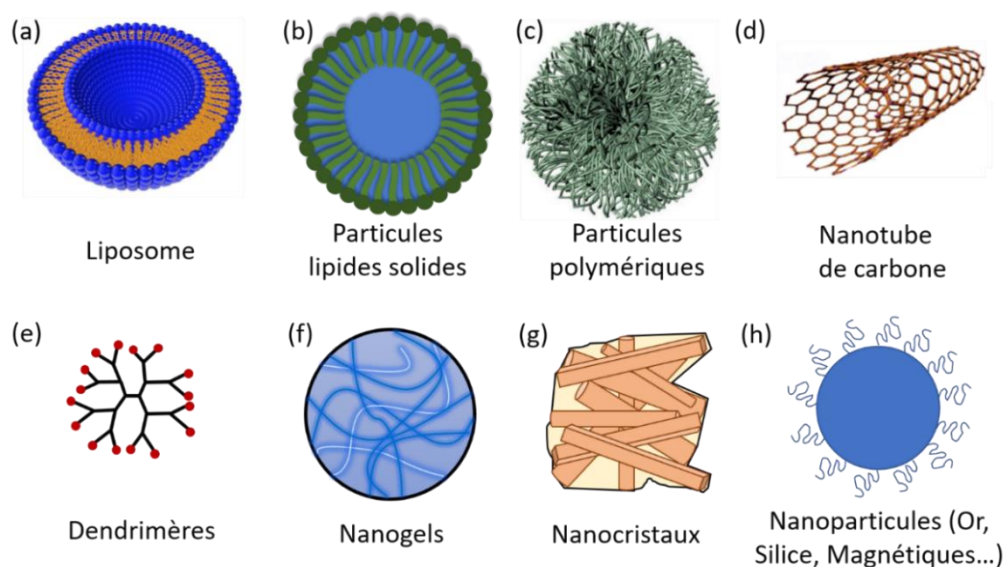 (a)
(b)
(c)
(d)
Liposome
Particules
lipides solides
Particules
polymériques
Nanotube
de carbone
(e)
(f)
(g)
(h)
Dendrimères
Nanogels
Nanocristaux
Nanoparticules (Or,
Silice, Magnétiques...)